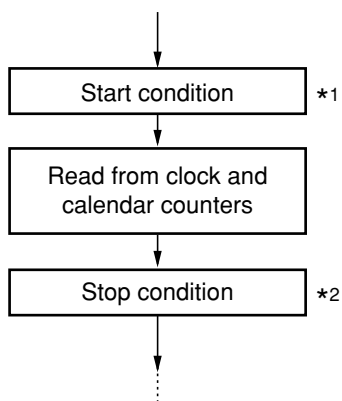 Start condition *1
Read from clock and
calendar counters
Stop condition *2